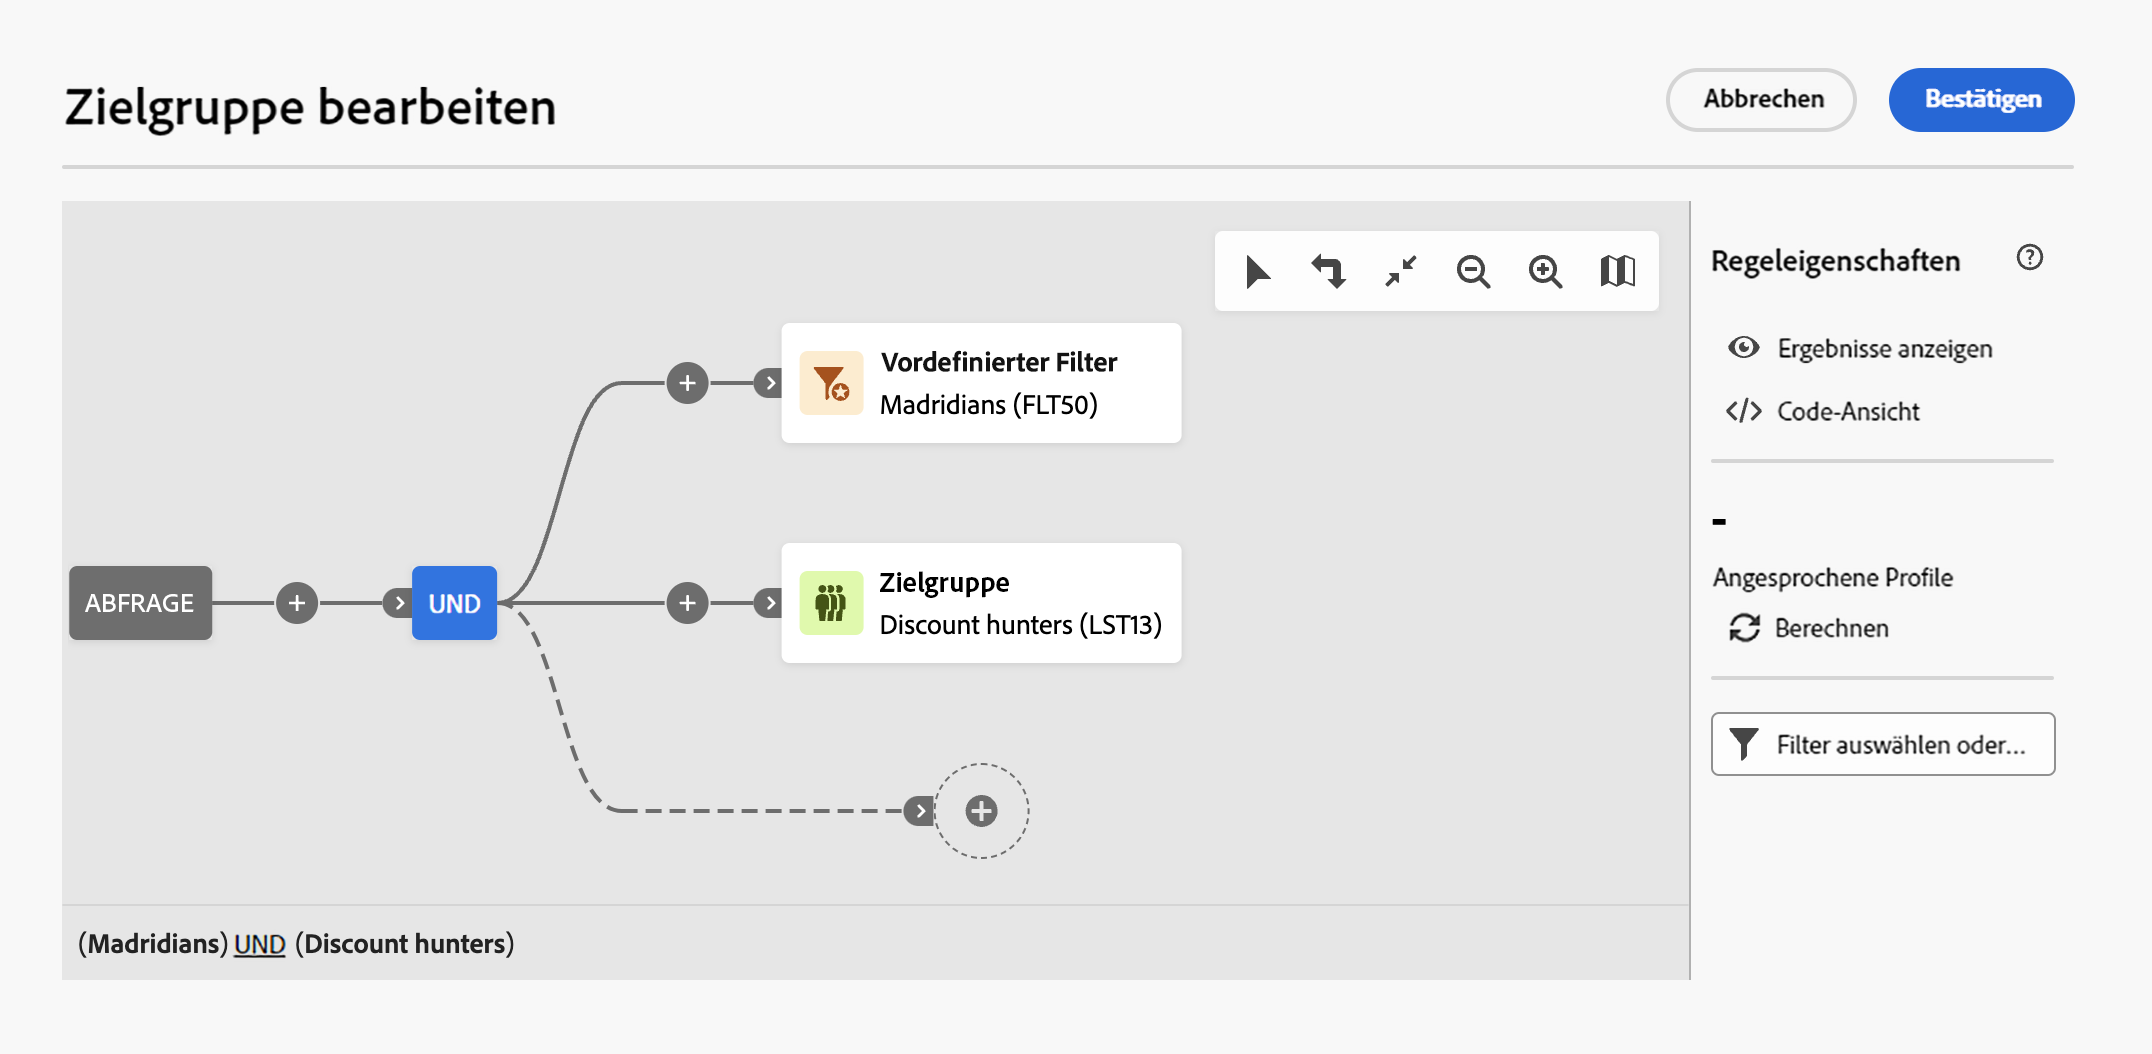 Zielgruppe bearbeiten
Abbrechen
Bestätigen
Vordefinierter Filter
Madridians (FLT50)
ABFRAGE
UND
Zielgruppe
Discount hunters (LST13)
(Madridians) UND (Discount hunters)
Regeleigenschaften
Ergebnisse anzeigen
</> Code-Ansicht
-
Angesprochene Profile
Berechnen
Filter auswählen oder...